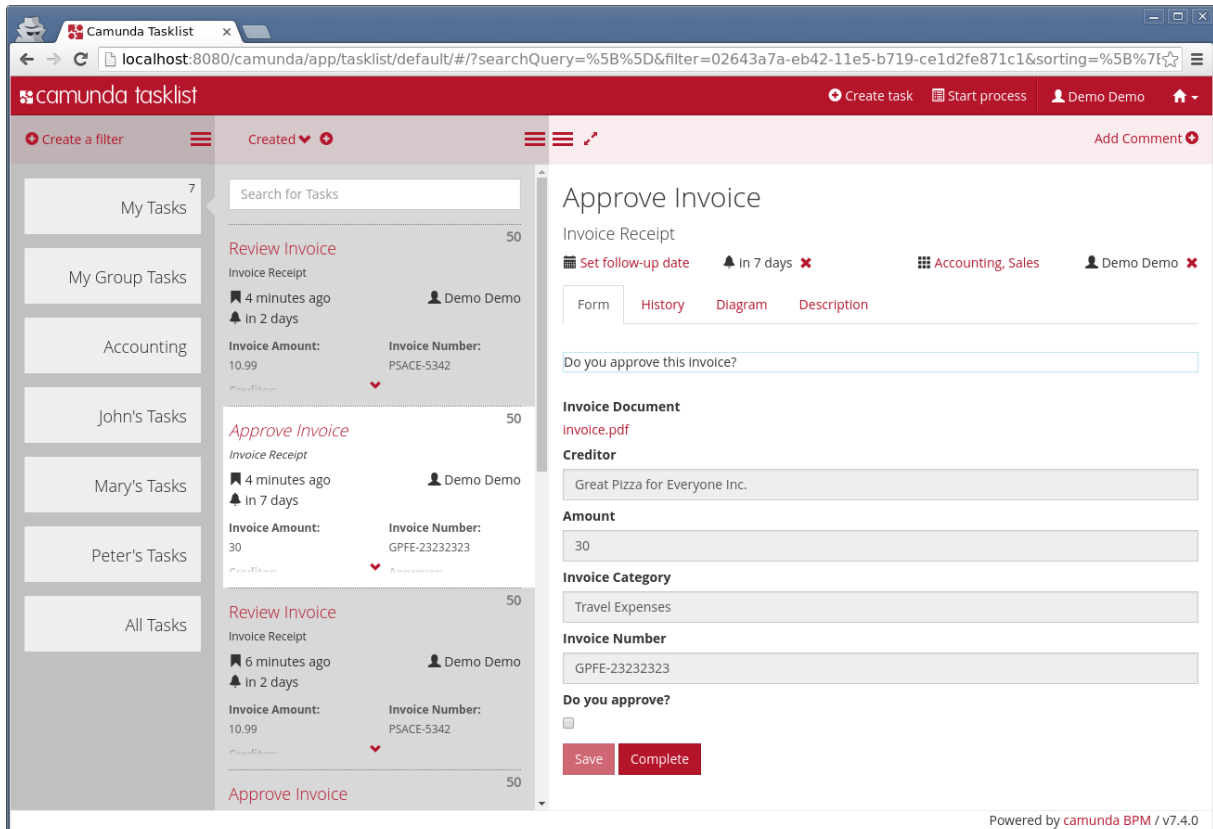 Camunda Tasklist
localhost:8080/camunda/app/tasklist/default/#/?searchQuery=%5B%5D&filter=02643a7a-eb42-11e5-b719-ce1d2fe871c1&sorting=%5B%7
camunda tasklist
Create task
Start process
Demo Demo
Create a filter
Created
Add Comment
7
My Tasks
My Group Tasks
Accounting
John's Tasks
Mary's Tasks
Peter's Tasks
All Tasks
Search for Tasks
50
Review Invoice
Invoice Receipt
4 minutes ago
Demo Demo
in 2 days
Invoice Amount:
Invoice Number:
10.99
PSACE-5342
Creditor:
50
Approve Invoice
Invoice Receipt
4 minutes ago
Demo Demo
in 7 days
Invoice Amount:
Invoice Number:
30
GPFE-23232323
Creditor:
Approver:
50
Review Invoice
Invoice Receipt
6 minutes ago
Demo Demo
in 2 days
Invoice Amount:
Invoice Number:
10.99
PSACE-5342
Creditor:
50
Approve Invoice
Approve Invoice
Invoice Receipt
Set follow-up date
in 7 days
Accounting, Sales
Demo Demo
Form
History
Diagram
Description
Do you approve this invoice?
Invoice Document
invoice.pdf
Creditor
Great Pizza for Everyone Inc.
Amount
30
Invoice Category
Travel Expenses
Invoice Number
GPFE-23232323
Do you approve?
Save
Complete
Powered by camunda BPM / v7.4.0